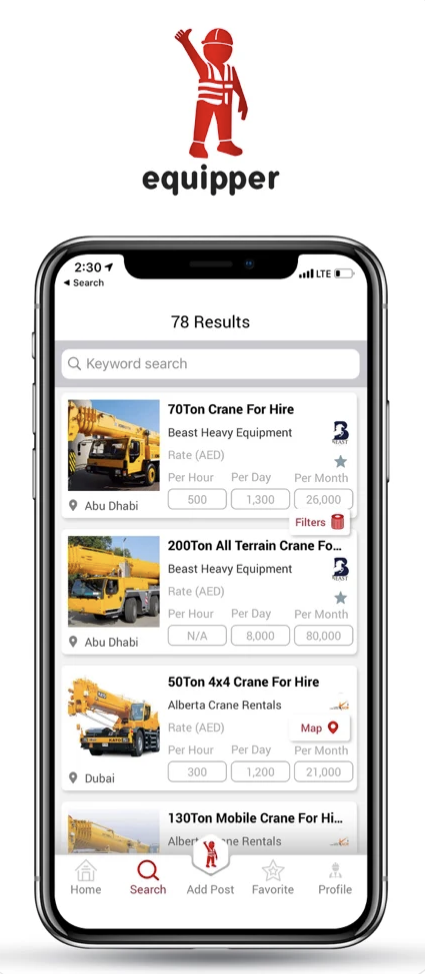 equipper
2:30
LTE
Search
78 Results
Keyword search
70Ton Crane For Hire
Beast Heavy Equipment
BEAST
Rate (AED)
Per Hour Per Day Per Month
500 1,300 26,000
Abu Dhabi
Filters
200Ton All Terrain Crane Fo...
Beast Heavy Equipment
BEAST
Rate (AED)
Per Hour Per Day Per Month
N/A 8,000 80,000
Abu Dhabi
50Ton 4x4 Crane For Hire
Alberta Crane Rentals
Rate (AED)
Map
Per Hour Per Day Per Month
300 1,200 21,000
Dubai
130Ton Mobile Crane For Hi...
Crane Rentals
Home Search Add Post Favorite Profile